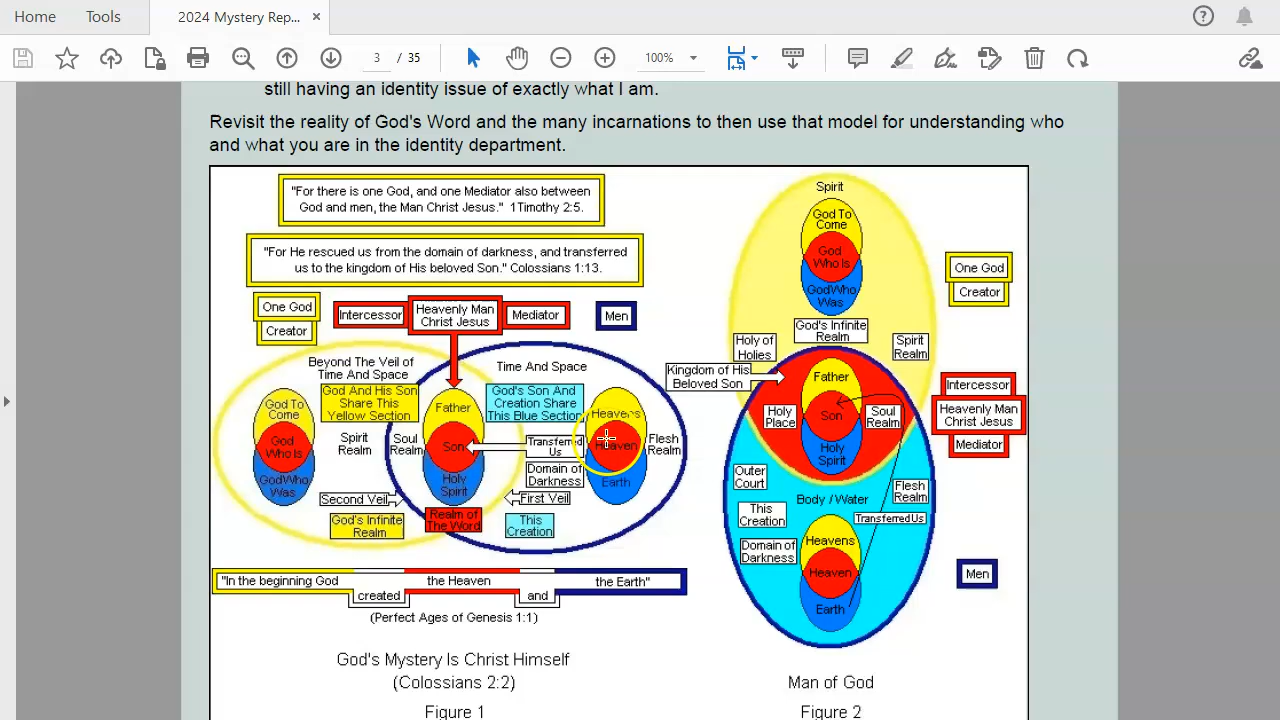 Home
Tools
2024 Mystery Rep...
3 / 35
100%
still having an identity issue of exactly what I am.
Revisit the reality of God's Word and the many incarnations to then use that model for understanding who
and what you are in the identity department.
"For there is one God, and one Mediator also between
God and men, the Man Christ Jesus."  1Timothy 2:5.
"For He rescued us from the domain of darkness, and transferred
us to the kingdom of His beloved Son." Colossians 1:13.
One God
Creator
Intercessor
Heavenly Man
Christ Jesus
Mediator
Men
Beyond The Veil of
Time And Space
Time And Space
God And His Son
Share This
Yellow Section
God's Son And
Creation Share
This Blue Section
God To
Come
God
Who Is
GodWho
Was
Spirit
Realm
Soul
Realm
Father
Son
Holy
Spirit
Transferred
Us
Domain of
Darkness
Heavens
Heaven
Earth
Flesh
Realm
Second Veil
First Veil
God's Infinite
Realm
Realm of
The Word
This
Creation
"In the beginning God
created
the Heaven
and
the Earth"
(Perfect Ages of Genesis 1:1)
God's Mystery Is Christ Himself
(Colossians 2:2)
Figure 1
Spirit
God To
Come
God
Who Is
GodWho
Was
God's Infinite
Realm
Holy of
Holies
Spirit
Realm
One God
Creator
Kingdom of His
Beloved Son
Father
Son
Holy
Spirit
Holy
Place
Soul
Realm
Intercessor
Heavenly Man
Christ Jesus
Mediator
Outer
Court
Body / Water
Flesh
Realm
This
Creation
Transferred Us
Domain of
Darkness
Heavens
Heaven
Earth
Men
Man of God
Figure 2